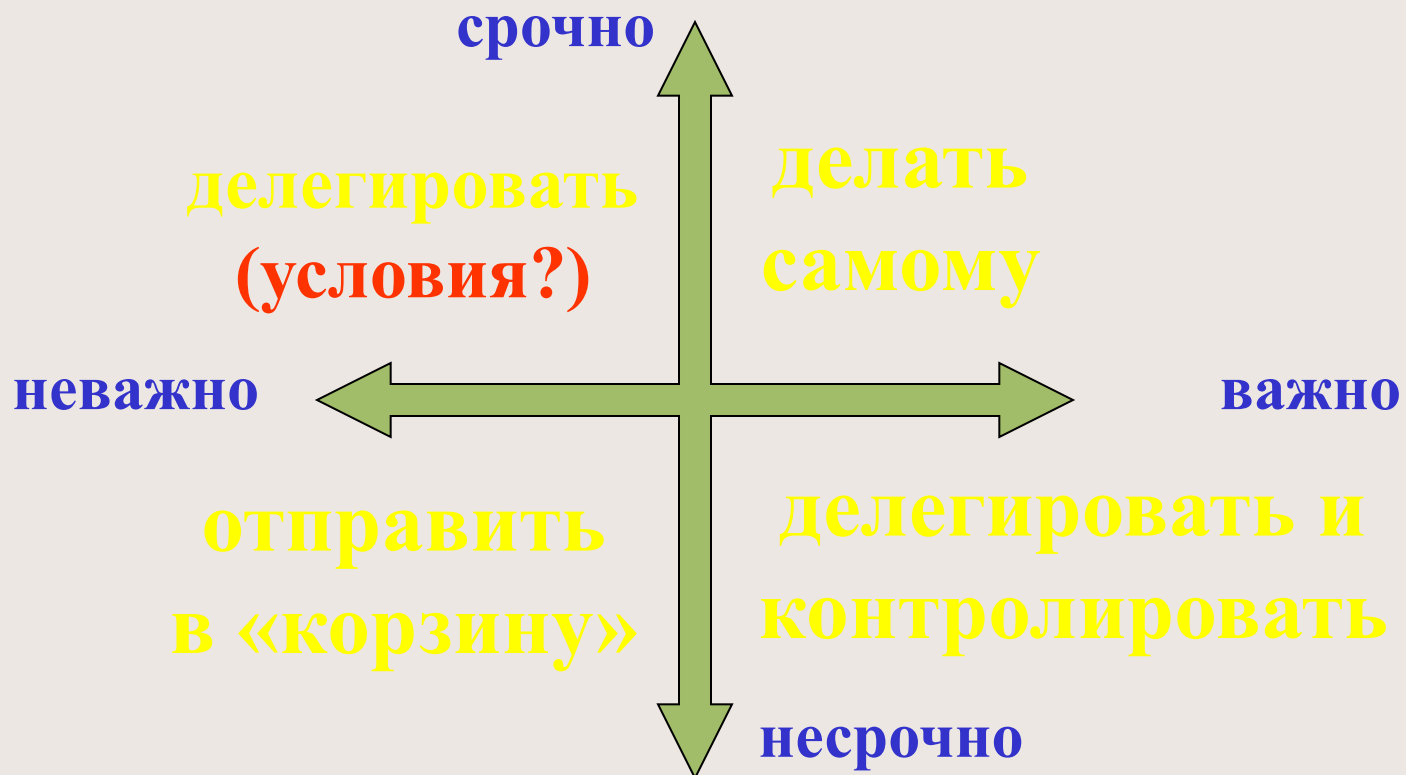 срочно
делегировать
(условия?)
делать
самому
неважно
важно
отправить
в «корзину»
делегировать и
контролировать
несрочно